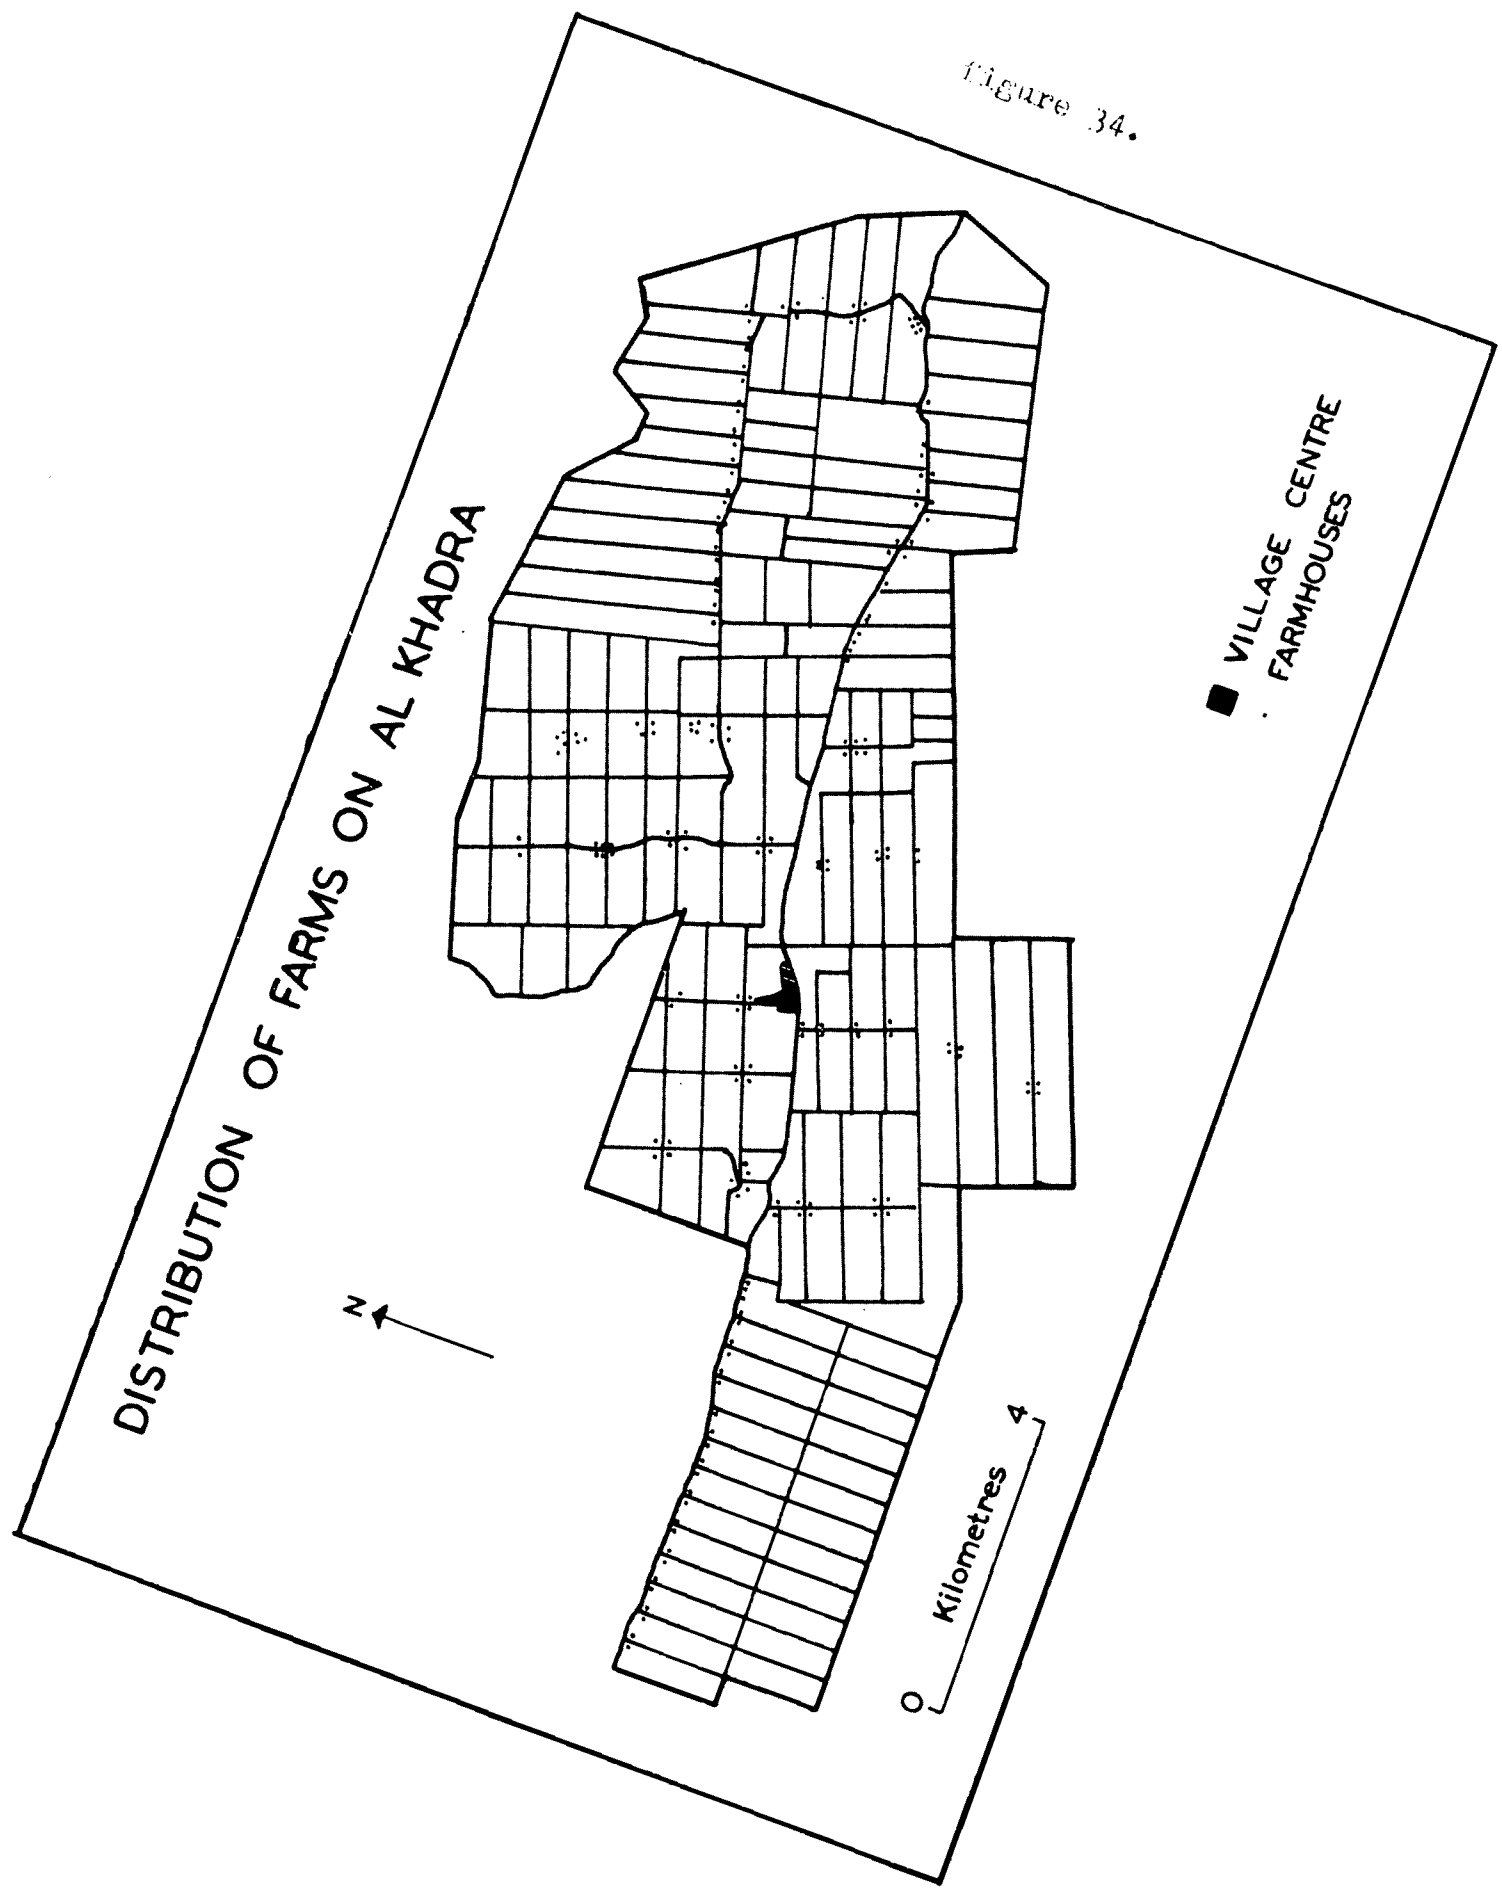 Figure 34.
DISTRIBUTION OF FARMS ON AL KHADRA
N
VILLAGE CENTRE
FARMHOUSES
0 4
Kilometres